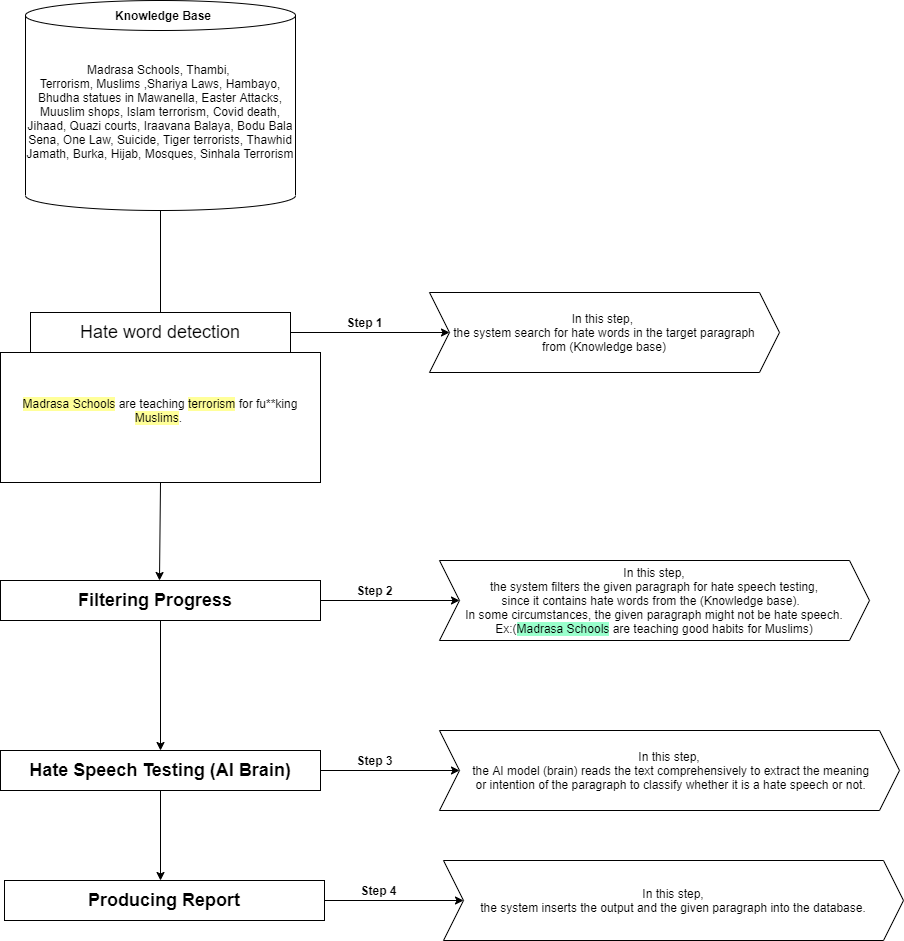 Knowledge Base
Madrasa Schools, Thambi,
Terrorism, Muslims ,Shariya Laws, Hambayo,
Bhudha statues in Mawanella, Easter Attacks,
Muuslim shops, Islam terrorism, Covid death,
Jihaad, Quazi courts, Iraavana Balaya, Bodu Bala
Sena, One Law, Suicide, Tiger terrorists, Thawhid
Jamath, Burka, Hijab, Mosques, Sinhala Terrorism
Hate word detection
Step 1
In this step,
the system search for hate words in the target paragraph
from (Knowledge base)
Madrasa Schools are teaching terrorism for fu**king
Muslims.
Filtering Progress
Step 2
In this step,
the system filters the given paragraph for hate speech testing,
since it contains hate words from the (Knowledge base).
In some circumstances, the given paragraph might not be hate speech.
Ex:(Madrasa Schools are teaching good habits for Muslims)
Hate Speech Testing (AI Brain)
Step 3
In this step,
the AI model (brain) reads the text comprehensively to extract the meaning
or intention of the paragraph to classify whether it is a hate speech or not.
Producing Report
Step 4
In this step,
the system inserts the output and the given paragraph into the database.